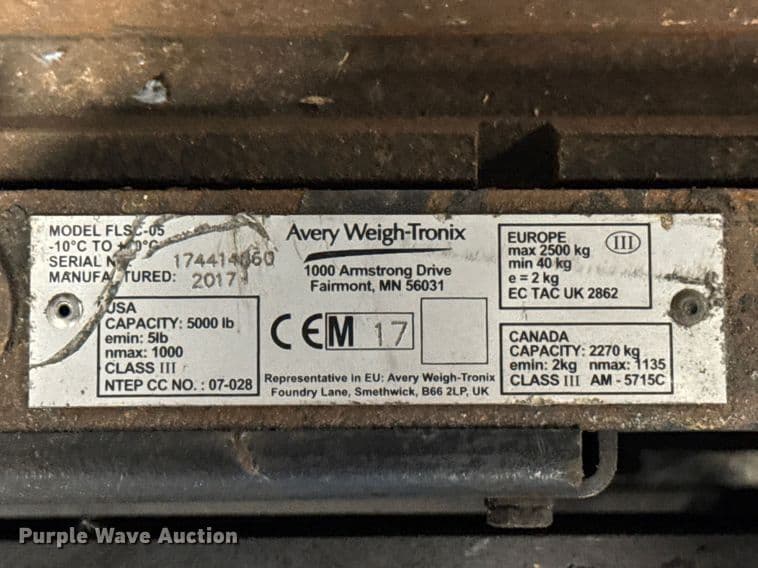 MODEL FLSC-05
-10°C TO
SERIAL
MANUFACTURED: 2017
USA
CAPACITY: 5000 lb
emin: 5lb
nmax: 1000
CLASS III
NTEP CC NO. : 07-028
Avery Weigh-Tronix
1000 Armstrong Drive
Fairmont, MN 56031
CE M 17
Representative in EU: Avery Weigh-Tronix
Foundry Lane, Smethwick, B66 2LP, UK
EUROPE III
max 2500 kg
min 40 kg
e = 2 kg
EC TAC UK 2862
CANADA
CAPACITY: 2270 kg
emin: 2kg nmax: 1135
CLASS III AM - 5715C
Purple Wave Auction